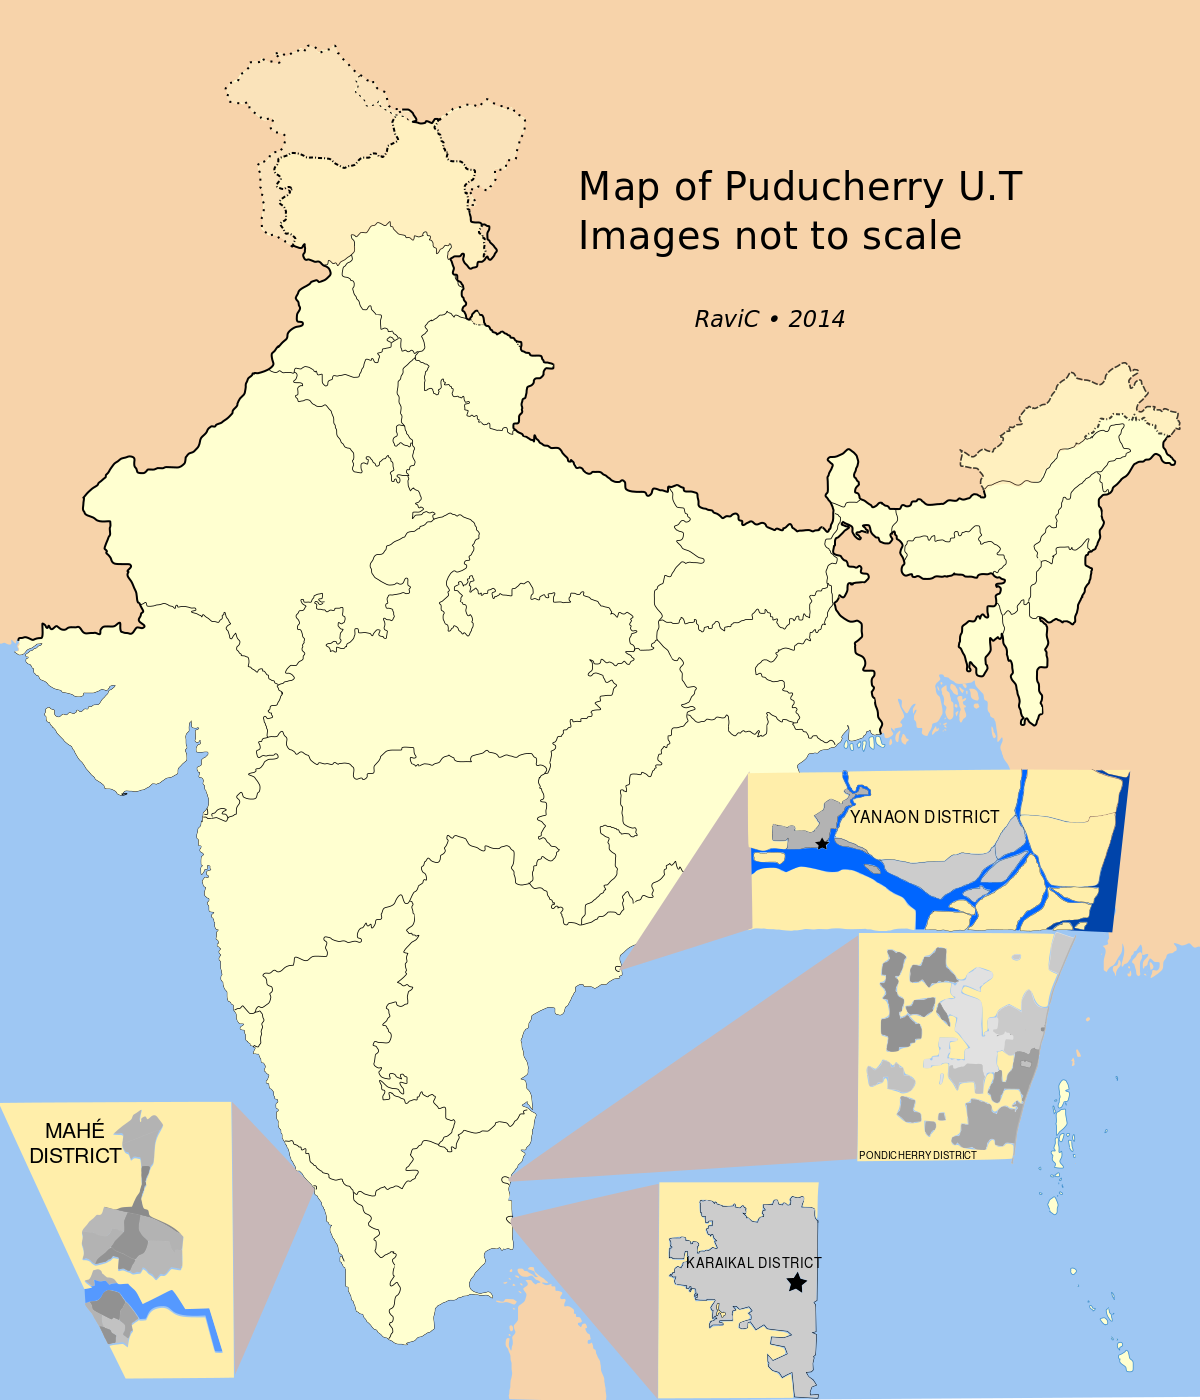 Map of Puducherry U.T
Images not to scale
RaviC • 2014
YANAON DISTRICT
MAHÉ
DISTRICT
PONDICHERRY DISTRICT
KARAIKAL DISTRICT